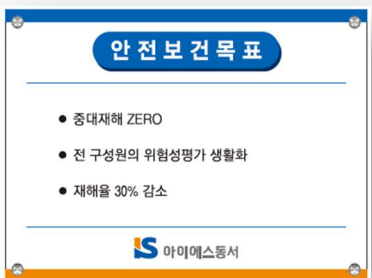 안전보건목표
● 중대재해 ZERO
● 전 구성원의 위험성평가 생활화
● 재해율 30% 감소
IS 아이에스동서